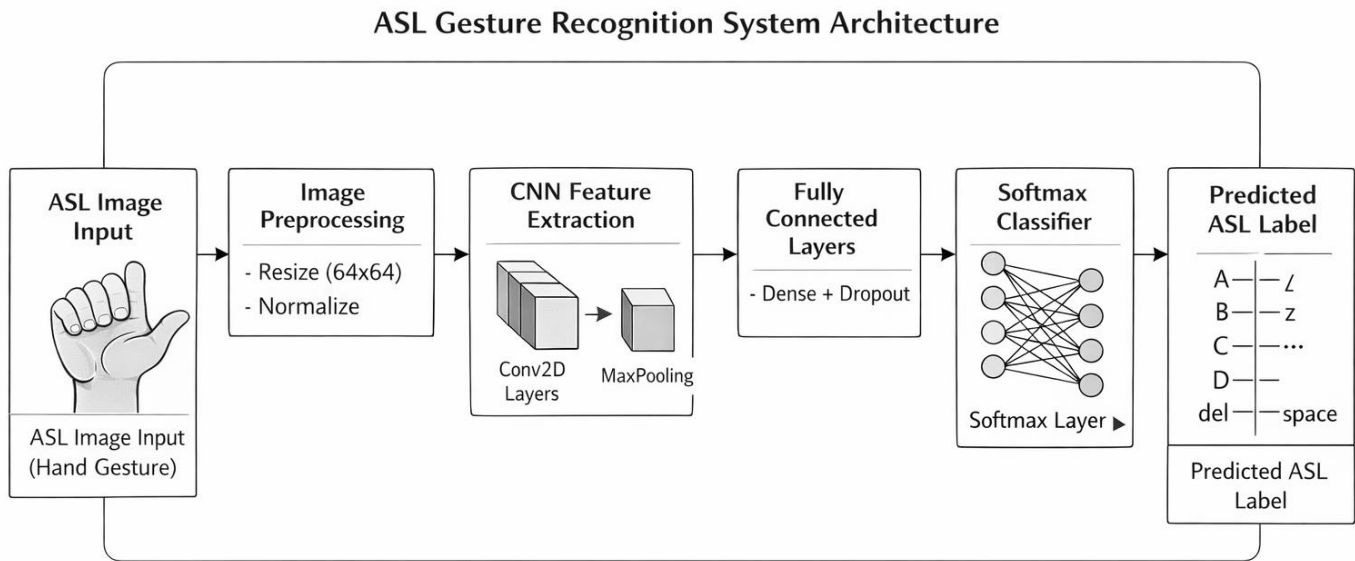 ASL Gesture Recognition System Architecture
ASL Image
Input
ASL Image Input
(Hand Gesture)
Image
Preprocessing
- Resize (64x64)
- Normalize
CNN Feature
Extraction
Conv2D
Layers
MaxPooling
Fully
Connected
Layers
- Dense + Dropout
Softmax
Classifier
Softmax Layer
Predicted
ASL Label
A
B z
C ...
D
del space
Predicted ASL
Label